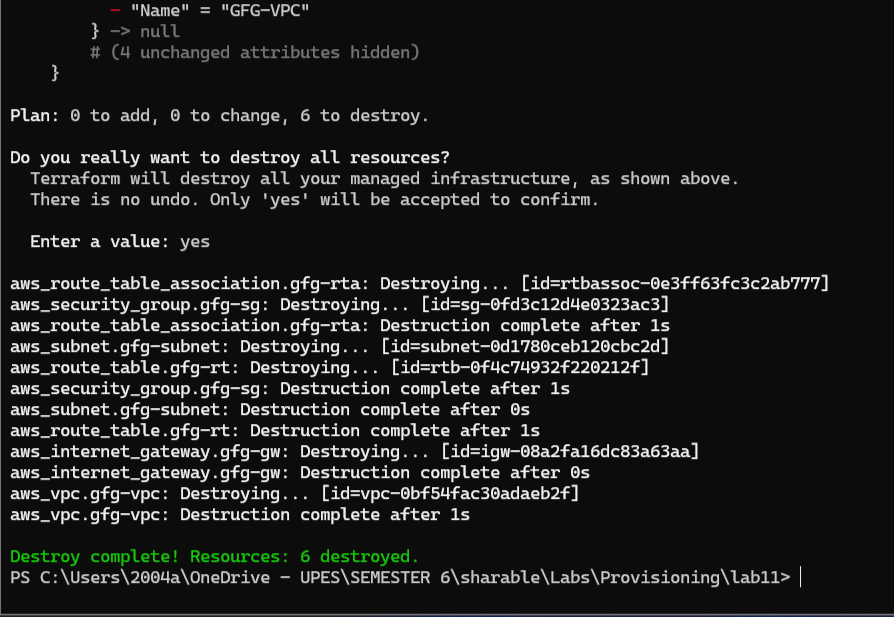 - "Name" = "GFG-VPC"
} -> null
# (4 unchanged attributes hidden)
}
Plan: 0 to add, 0 to change, 6 to destroy.
Do you really want to destroy all resources?
Terraform will destroy all your managed infrastructure, as shown above.
There is no undo. Only 'yes' will be accepted to confirm.
Enter a value: yes
aws_route_table_association.gfg-rta: Destroying... [id=rtbassoc-0e3ff63fc3c2ab777]
aws_security_group.gfg-sg: Destroying... [id=sg-0fd3c12d4e0323ac3]
aws_route_table_association.gfg-rta: Destruction complete after 1s
aws_subnet.gfg-subnet: Destroying... [id=subnet-0d1780ceb120cbc2d]
aws_route_table.gfg-rt: Destroying... [id=rtb-0f4c74932f220212f]
aws_security_group.gfg-sg: Destruction complete after 1s
aws_subnet.gfg-subnet: Destruction complete after 0s
aws_route_table.gfg-rt: Destruction complete after 1s
aws_internet_gateway.gfg-gw: Destroying... [id=igw-08a2fa16dc83a63aa]
aws_internet_gateway.gfg-gw: Destruction complete after 0s
aws_vpc.gfg-vpc: Destroying... [id=vpc-0bf54fac30adaeb2f]
aws_vpc.gfg-vpc: Destruction complete after 1s
Destroy complete! Resources: 6 destroyed.
PS C:\Users\2004a\OneDrive - UPES\SEMESTER 6\sharable\Labs\Provisioning\lab11>